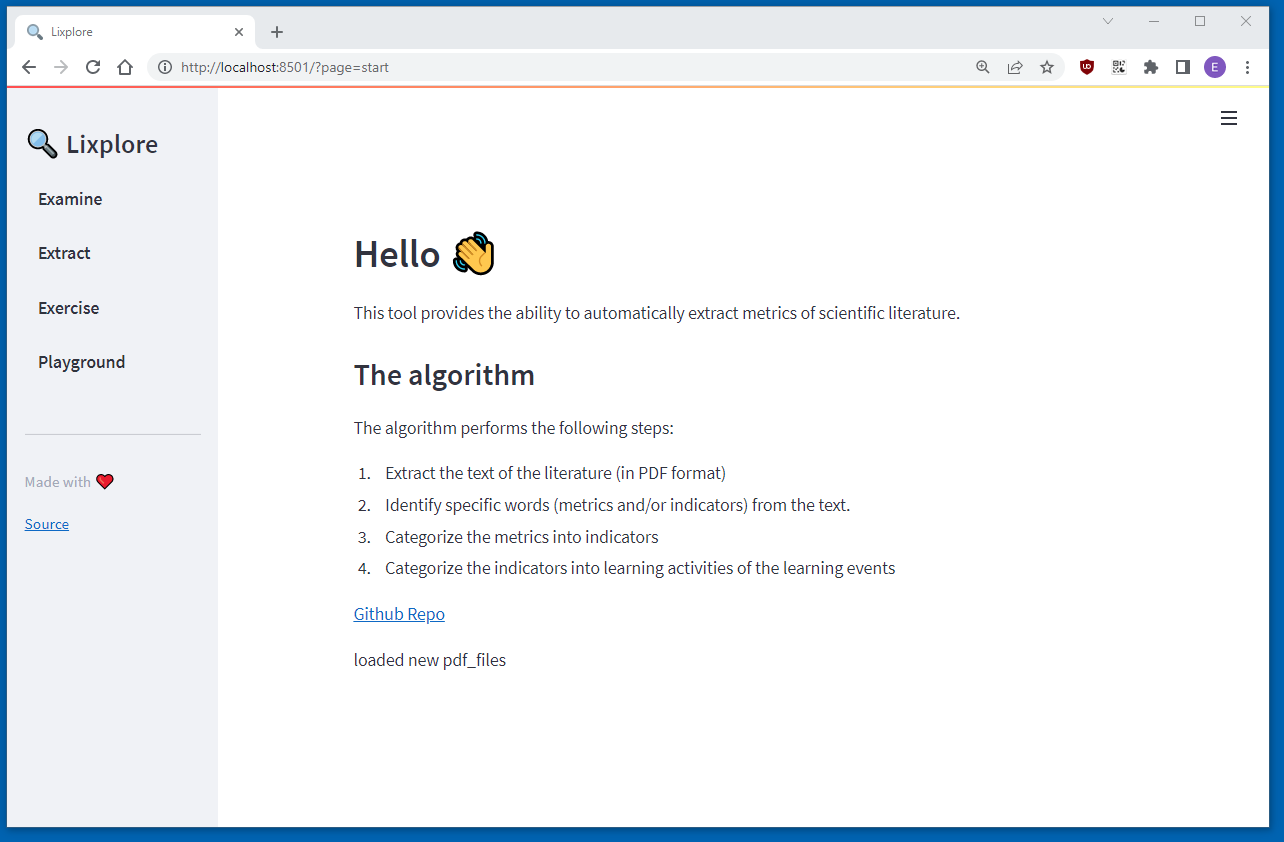 Lixplore
http://localhost:8501/?page=start
E
Lixplore
Examine
Extract
Exercise
Playground
Made with ❤️
Source
Hello 👋
This tool provides the ability to automatically extract metrics of scientific literature.
The algorithm
The algorithm performs the following steps:
1. Extract the text of the literature (in PDF format)
2. Identify specific words (metrics and/or indicators) from the text.
3. Categorize the metrics into indicators
4. Categorize the indicators into learning activities of the learning events
Github Repo
loaded new pdf_files